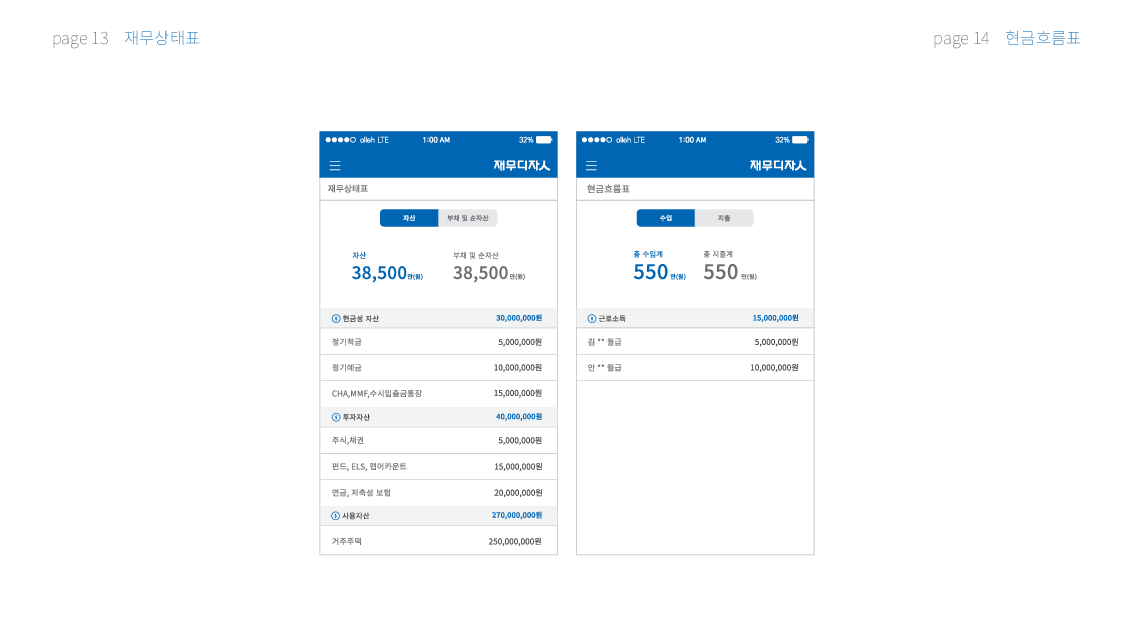 page 13 재무상태표
page 14 현금흐름표
olleh LTE 1:00 AM 32%
재무디자인
재무상태표
자산 부채 및 순자산
자산 부채 및 순자산
38,500만(원) 38,500만(원)
현금성 자산 30,000,000원
정기적금 5,000,000원
정기예금 10,000,000원
CHA,MMF,수시입출금통장 15,000,000원
투자자산 40,000,000원
주식,채권 5,000,000원
펀드, ELS, 랩어카운트 15,000,000원
연금, 저축성 보험 20,000,000원
사용자산 270,000,000원
거주주택 250,000,000원
olleh LTE 1:00 AM 32%
재무디자인
현금흐름표
수입 지출
총 수입계 총 지출계
550 만(원) 550 만(원)
근로소득 15,000,000원
김 ** 월급 5,000,000원
안 ** 월급 10,000,000원